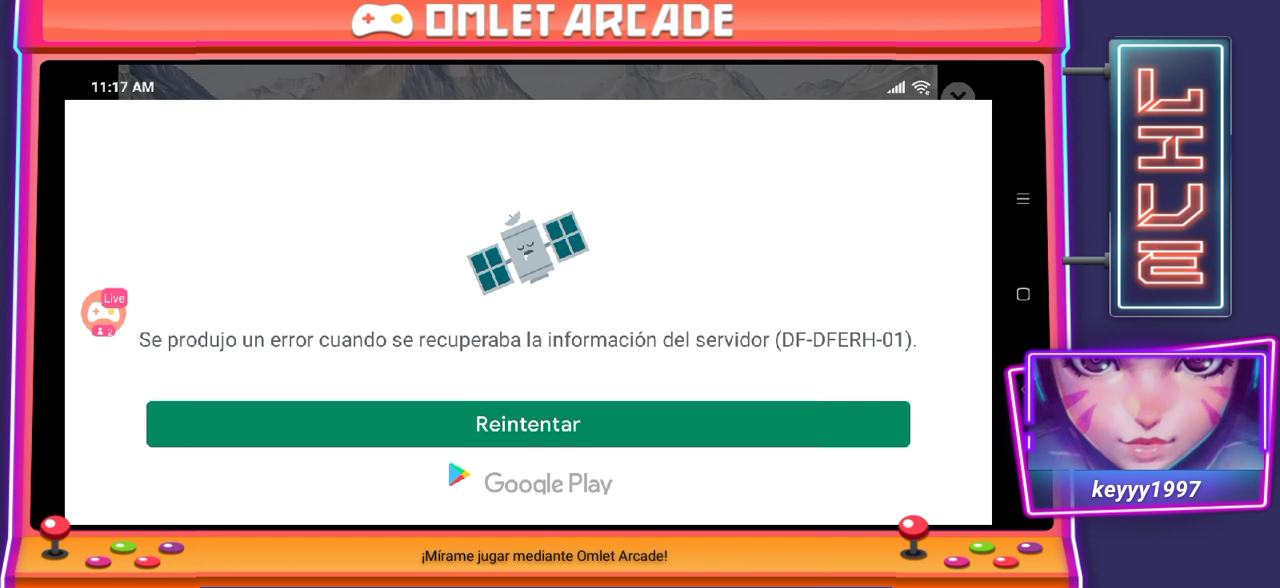 OMLET ARCADE
11:17 AM
Live
2
Se produjo un error cuando se recuperaba la información del servidor (DF-DFERH-01).
Reintentar
Google Play
keyyy1997
¡Mírame jugar mediante Omlet Arcade!